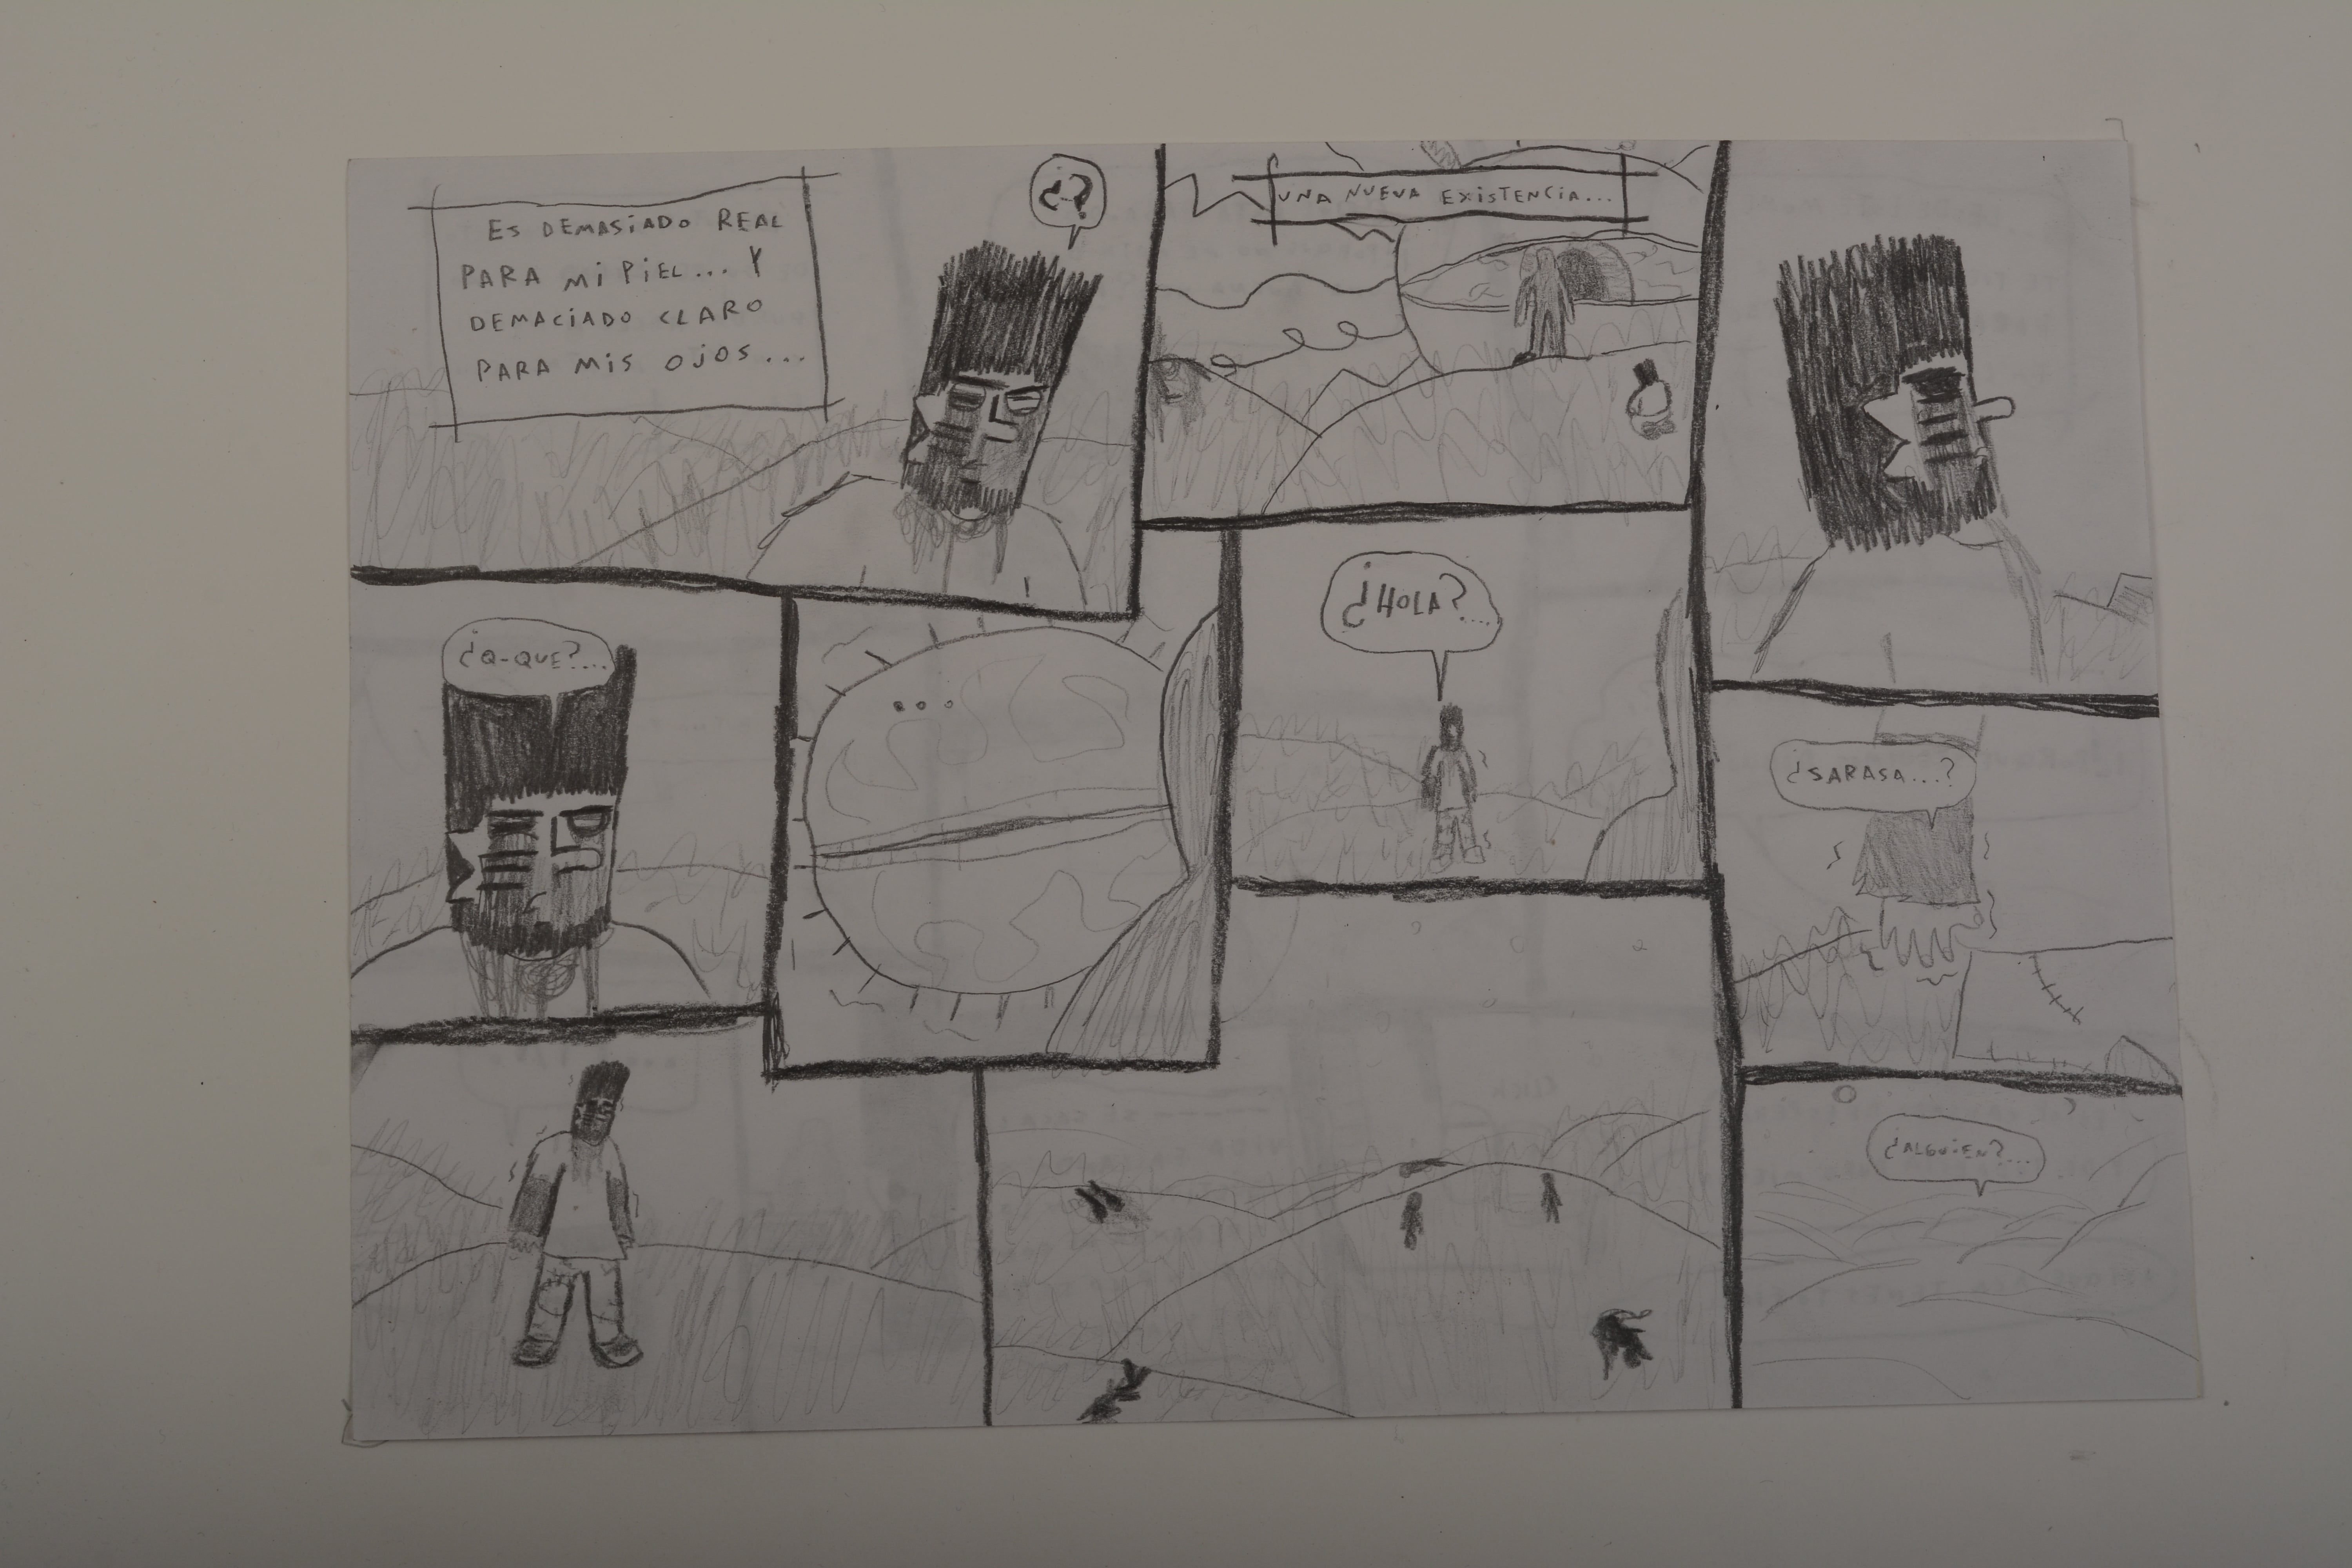 ES DEMASiADO REAL
PARA Mi PiEL... Y
DEMACiADO CLARO
PARA MiS OJOS...
¿?
UNA NUEVA EXiSTENCiA...
¿Q-QUE?...
...
¿HOLA?....
¿SARASA...?
¿ALGUiEN?...